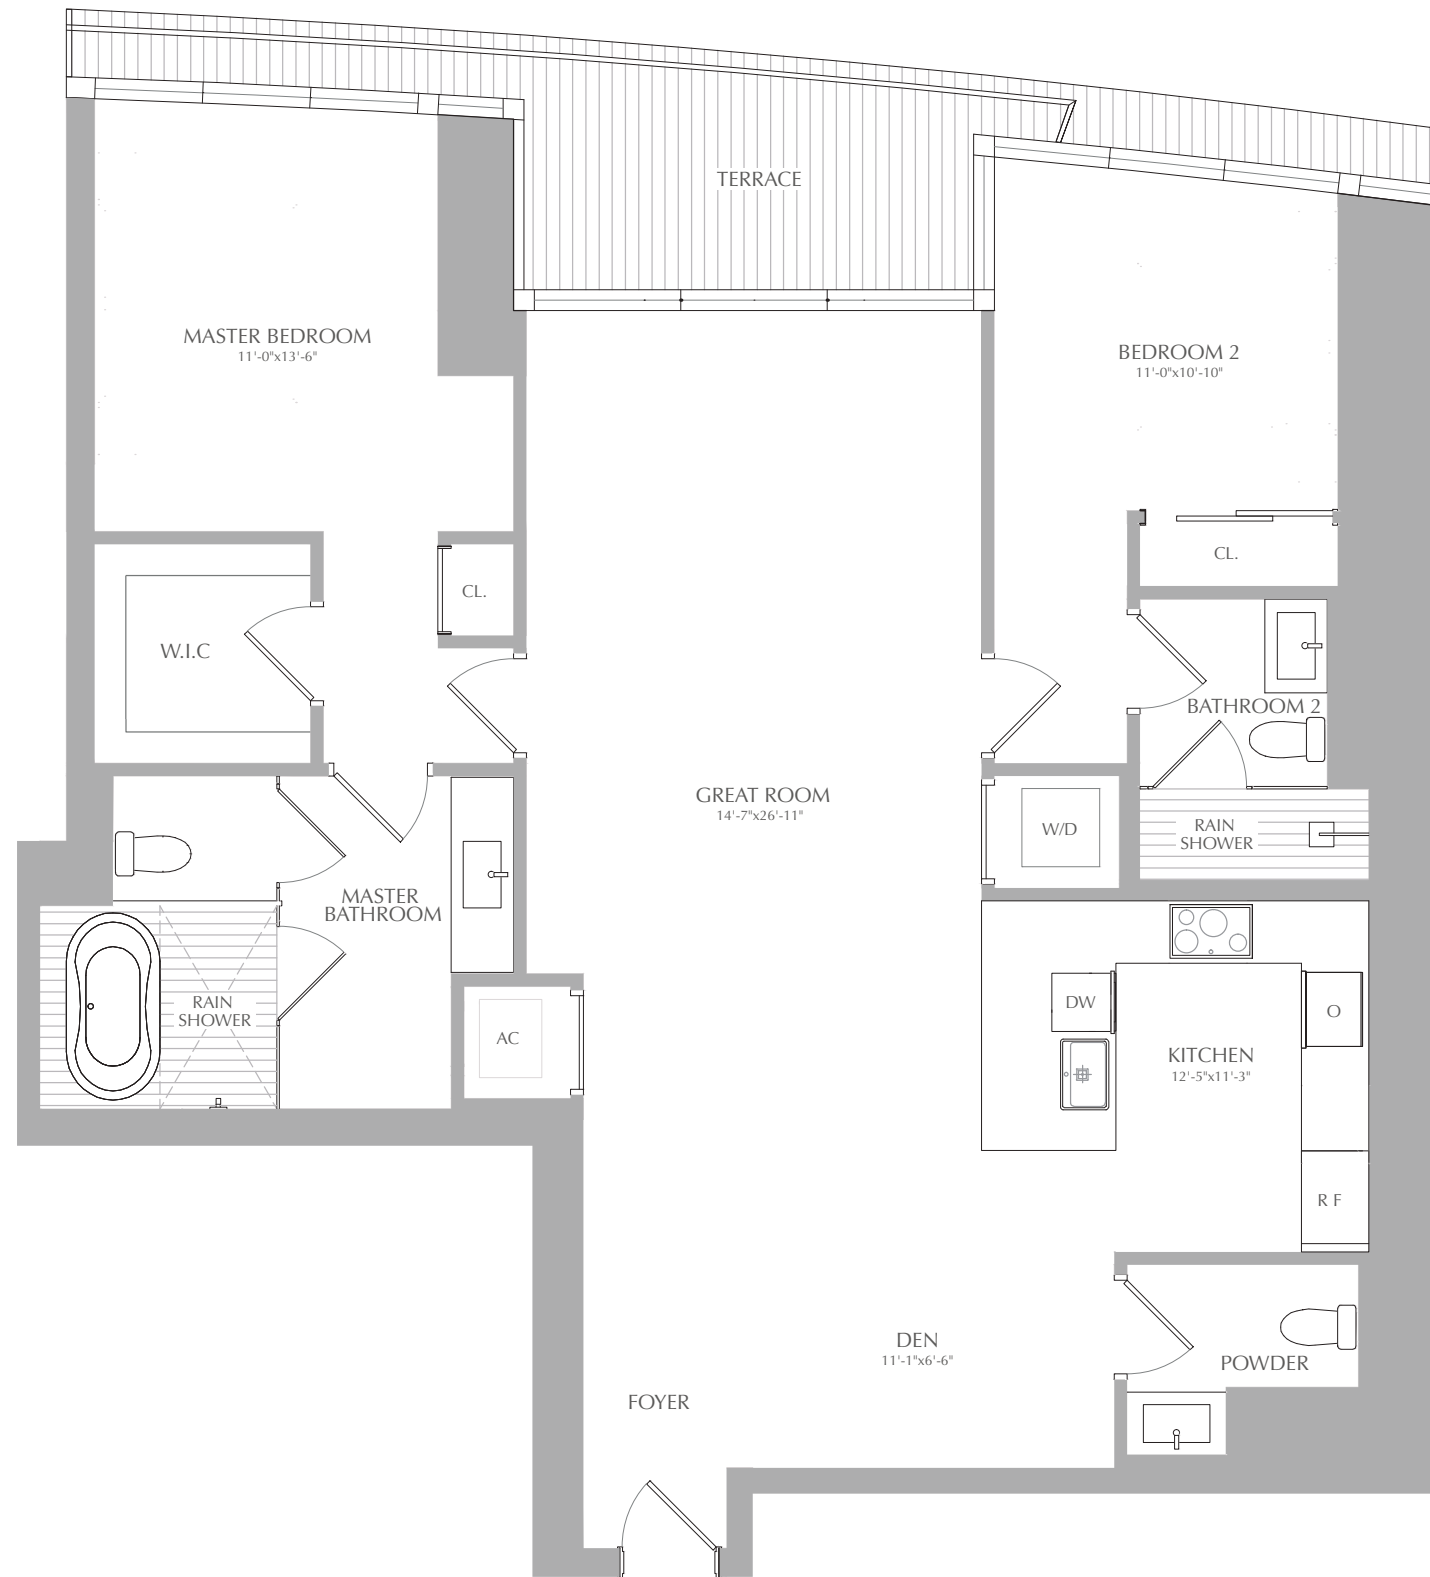 TERRACE
MASTER BEDROOM
11'-0"x13'-6"
BEDROOM 2
11'-0"x10'-10"
CL.
CL.
W.I.C
BATHROOM 2
GREAT ROOM
14'-7"x26'-11"
W/D
RAIN
SHOWER
MASTER
BATHROOM
RAIN
SHOWER
AC
DW
O
KITCHEN
12'-5"x11'-3"
R F
DEN
11'-1"x6'-6"
POWDER
FOYER